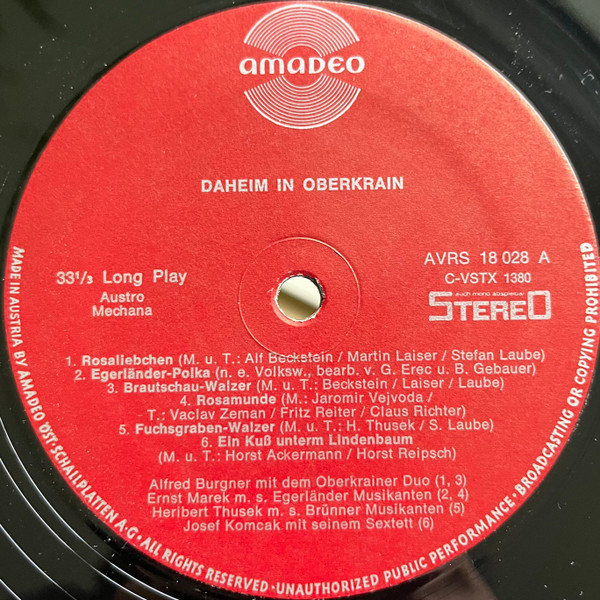 amadeo
DAHEIM IN OBERKRAIN
33¹/₃ Long Play
Austro
Mechana
AVRS 18 028 A
C-VSTX 1380
auch mono abspielbar
STEREO
1. Rosaliebchen (M. u. T.: Alf Beckstein / Martin Laiser / Stefan Laube)
2. Egerländer-Polka (n. e. Volksw., bearb. v. G. Erec u. B. Gebauer)
3. Brautschau-Walzer (M. u. T.: Beckstein / Laiser / Laube)
4. Rosamunde (M.: Jaromir Vejvoda /
T.: Vaclav Zeman / Fritz Reiter / Claus Richter)
5. Fuchsgraben-Walzer (M. u. T.: H. Thusek / S. Laube)
6. Ein Kuß unterm Lindenbaum
(M. u. T.: Horst Ackermann / Horst Reipsch)
Alfred Burgner mit dem Oberkrainer Duo (1, 3)
Ernst Marek m. s. Egerländer Musikanten (2, 4)
Heribert Thusek m. s. Brünner Musikanten (5)
Josef Komcak mit seinem Sextett (6)
MADE IN AUSTRIA BY AMADEO ÖST. SCHALLPLATTEN A·G· ALL RIGHTS RESERVED · UNAUTHORIZED PUBLIC PERFORMANCE · BROADCASTING OR COPYING PROHIBITED